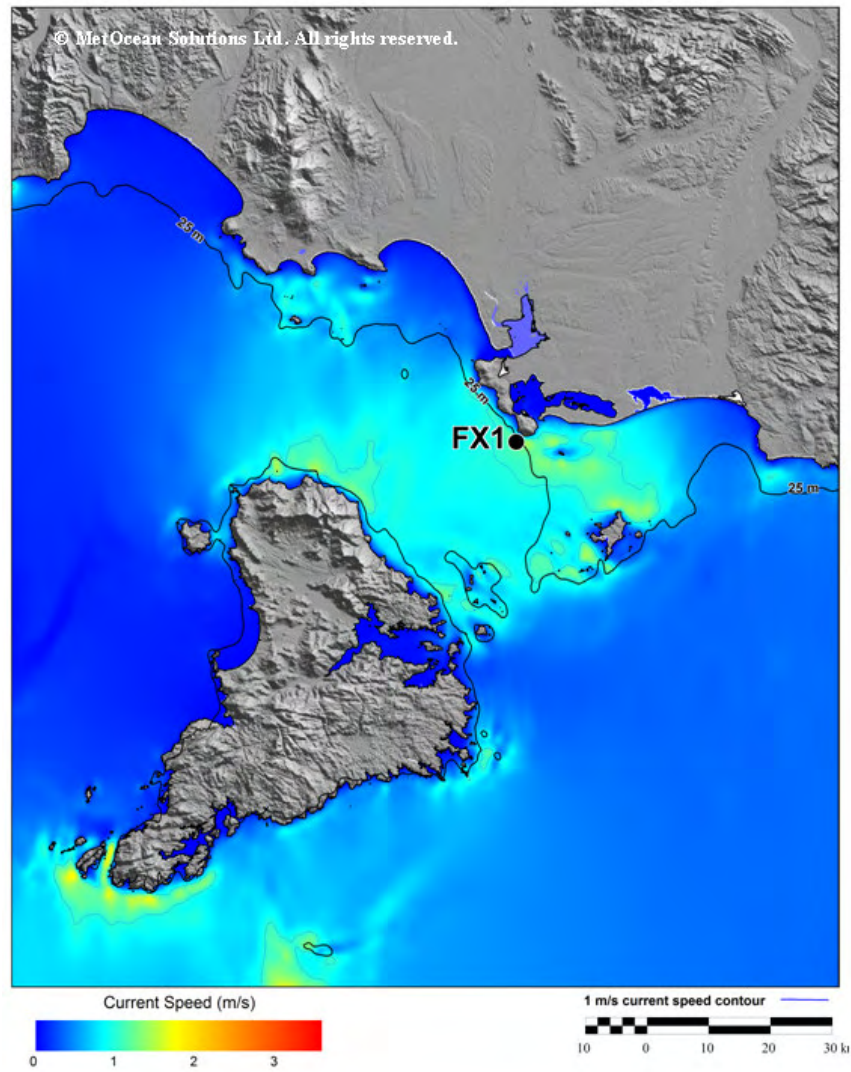 © MetOcean Solutions Ltd. All rights reserved.
25 m
25 m
FX1
25 m
Current Speed (m/s)
0 1 2 3
1 m/s current speed contour
10 0 10 20 30 k